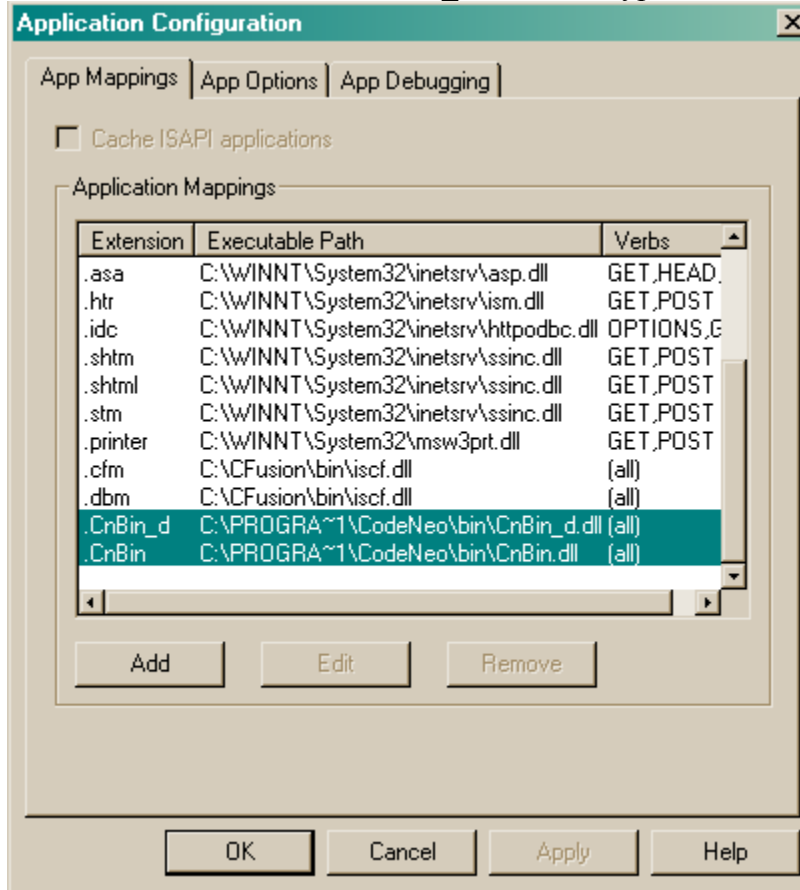 Application Configuration
App Mappings App Options App Debugging
Cache ISAPI applications
Application Mappings
Extension Executable Path Verbs
.asa C:\WINNT\System32\inetsrv\asp.dll GET,HEAD,
.htr C:\WINNT\System32\inetsrv\ism.dll GET,POST
.idc C:\WINNT\System32\inetsrv\httpodbc.dll OPTIONS,G
.shtm C:\WINNT\System32\inetsrv\ssinc.dll GET,POST
.shtml C:\WINNT\System32\inetsrv\ssinc.dll GET,POST
.stm C:\WINNT\System32\inetsrv\ssinc.dll GET,POST
.printer C:\WINNT\System32\msw3prt.dll GET,POST
.cfm C:\CFusion\bin\iscf.dll (all)
.dbm C:\CFusion\bin\iscf.dll (all)
.CnBin_d C:\PROGRA~1\CodeNeo\bin\CnBin_d.dll (all)
.CnBin C:\PROGRA~1\CodeNeo\bin\CnBin.dll (all)
Add Edit Remove
OK Cancel Apply Help